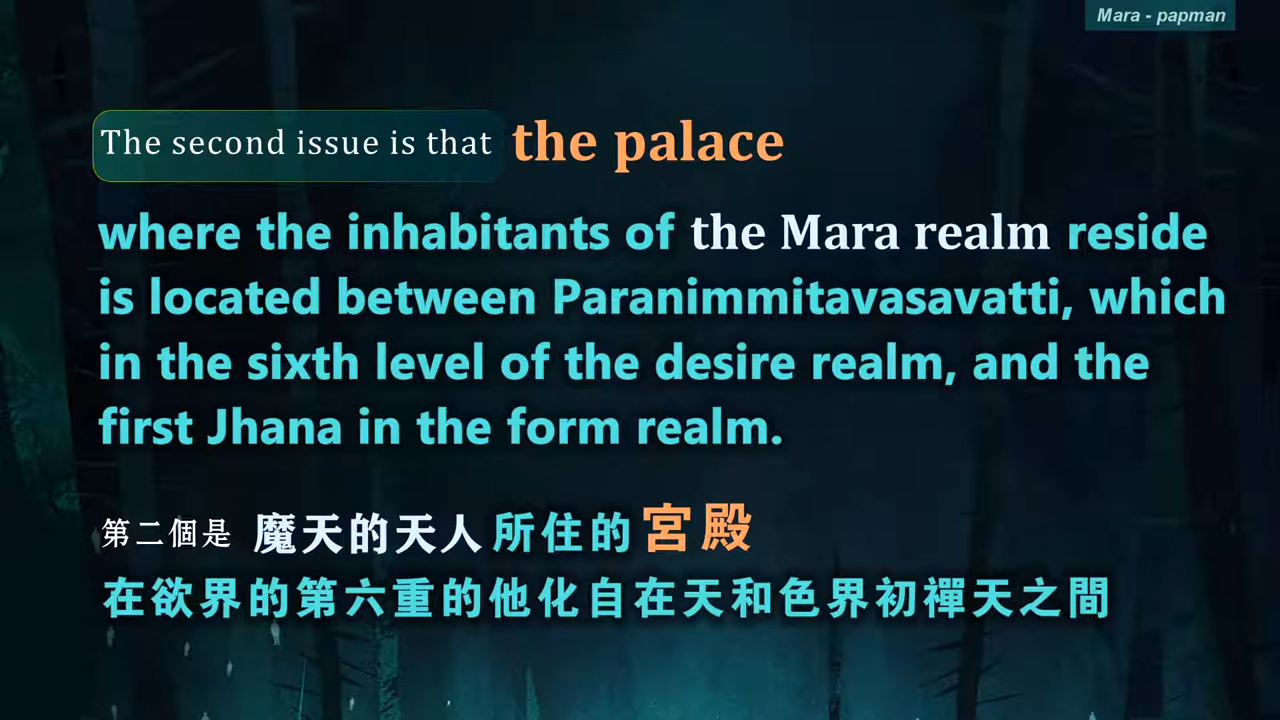 Mara - papman
The second issue is that the palace
where the inhabitants of the Mara realm reside
is located between Paranimmitavasavatti, which
in the sixth level of the desire realm, and the
first Jhana in the form realm.
第二個是 魔天的天人所住的宮殿
在欲界的第六重的他化自在天和色界初禪天之間